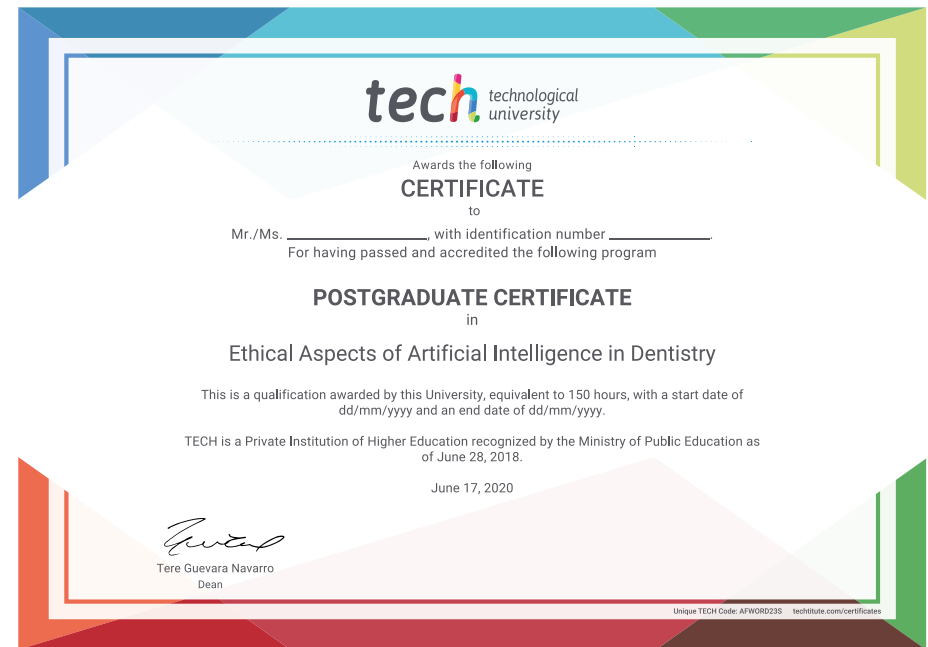 tech technological
university
Awards the following
CERTIFICATE
to
Mr./Ms. ____________________, with identification number ______________.
For having passed and accredited the following program
POSTGRADUATE CERTIFICATE
in
Ethical Aspects of Artificial Intelligence in Dentistry
This is a qualification awarded by this University, equivalent to 150 hours, with a start date of
dd/mm/yyyy and an end date of dd/mm/yyyy.
TECH is a Private Institution of Higher Education recognized by the Ministry of Public Education as
of June 28, 2018.
June 17, 2020
Tere Guevara Navarro
Dean
Unique TECH Code: AFWORD23S techtitute.com/certificates